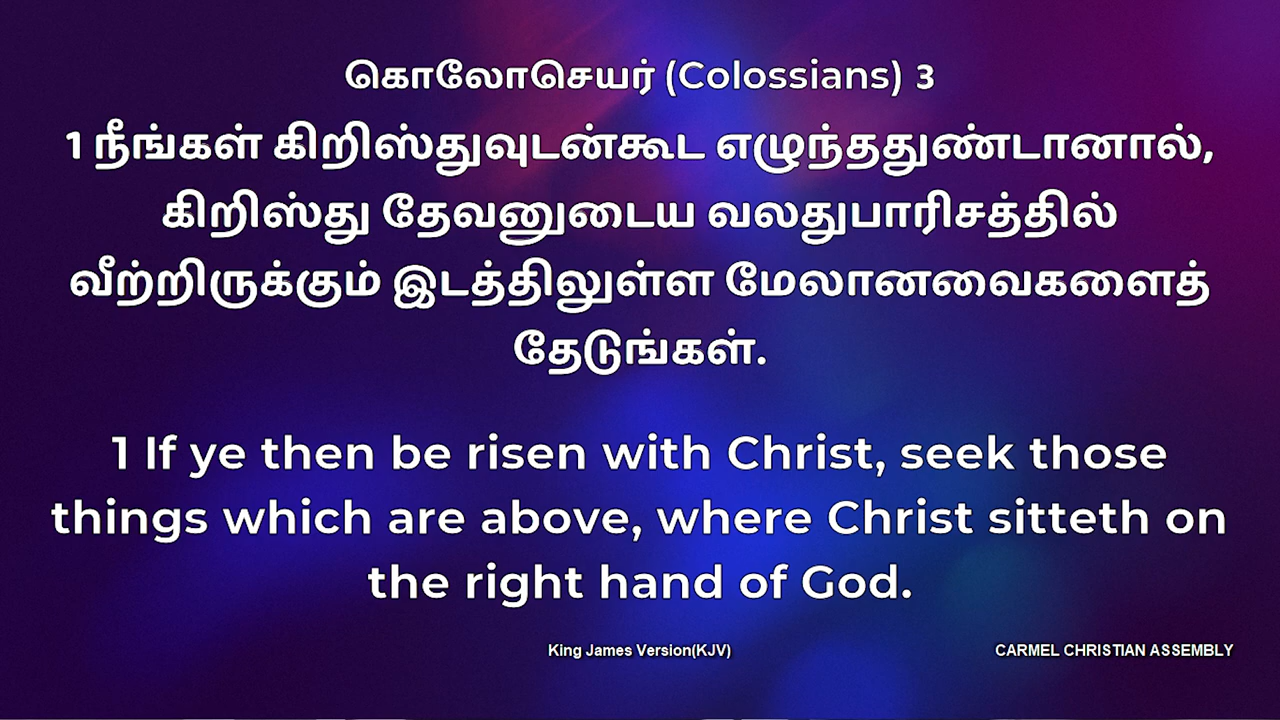 கொலோசெயர் (Colossians) 3
1 நீங்கள் கிறிஸ்துவுடன்கூட எழுந்ததுண்டானால்,
கிறிஸ்து தேவனுடைய வலதுபாரிசத்தில்
வீற்றிருக்கும் இடத்திலுள்ள மேலானவைகளைத்
தேடுங்கள்.
1 If ye then be risen with Christ, seek those
things which are above, where Christ sitteth on
the right hand of God.
King James Version(KJV)
CARMEL CHRISTIAN ASSEMBLY